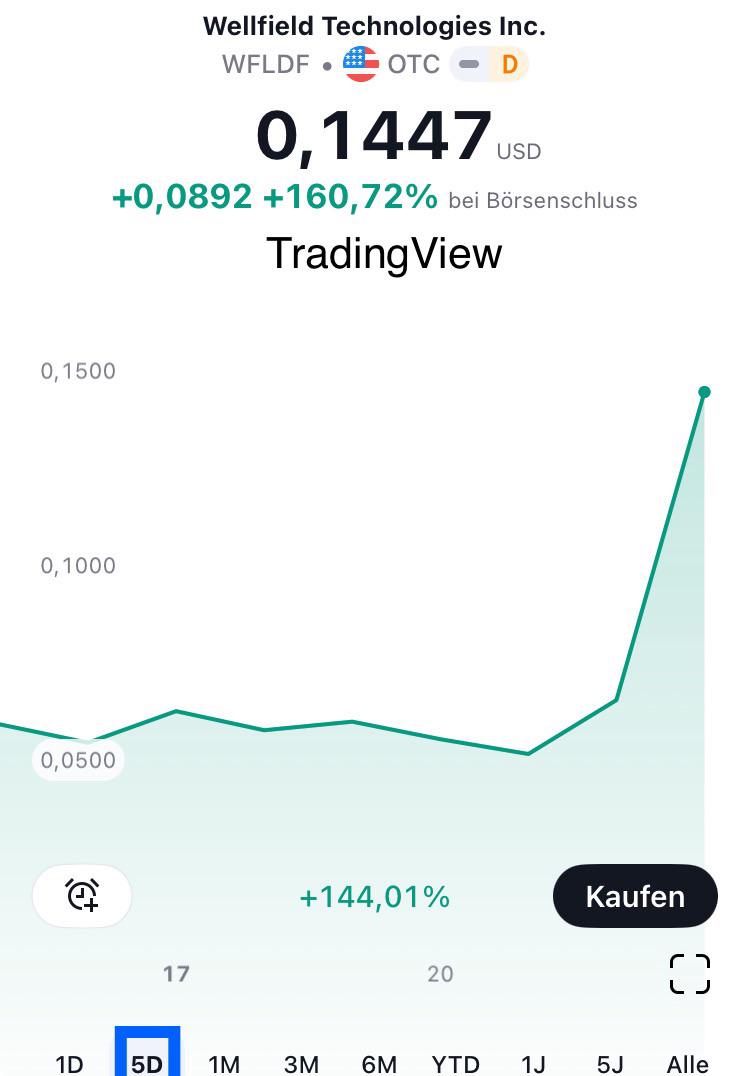 Wellfield Technologies Inc.
WFLDF • OTC D
0,1447 USD
+0,0892 +160,72% bei Börsenschluss
TradingView
0,1500
0,1000
0,0500
+144,01%
Kaufen
17 20
1D 5D 1M 3M 6M YTD 1J 5J Alle